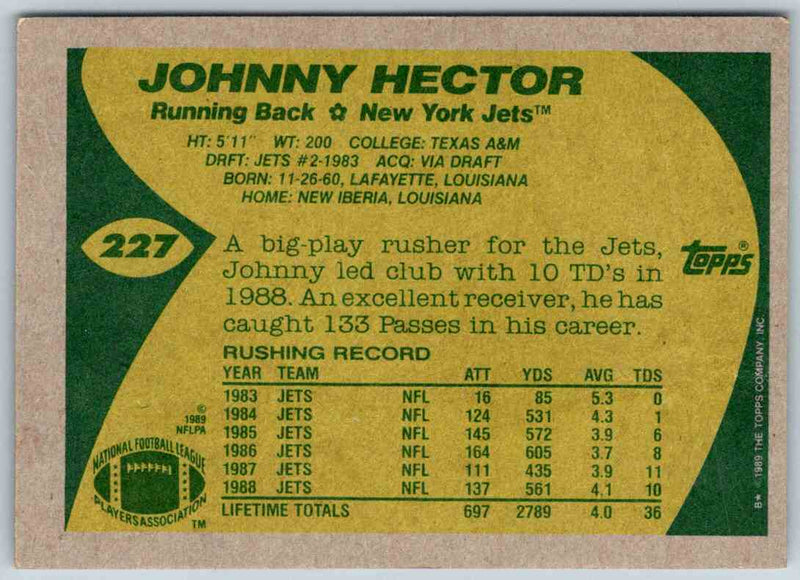 JOHNNY HECTOR
Running Back ✿ New York Jets™
HT: 5'11" WT: 200 COLLEGE: TEXAS A&M
DRFT: JETS #2-1983 ACQ: VIA DRAFT
BORN: 11-26-60, LAFAYETTE, LOUISIANA
HOME: NEW IBERIA, LOUISIANA
227
A big-play rusher for the Jets,
Johnny led club with 10 TD's in
1988. An excellent receiver, he has
caught 133 Passes in his career.
topps®
RUSHING RECORD
YEAR TEAM ATT YDS AVG TDS
1983 JETS NFL 16 85 5.3 0
1984 JETS NFL 124 531 4.3 1
1985 JETS NFL 145 572 3.9 6
1986 JETS NFL 164 605 3.7 8
1987 JETS NFL 111 435 3.9 11
1988 JETS NFL 137 561 4.1 10
LIFETIME TOTALS 697 2789 4.0 36
©
1989
NFLPA
NATIONAL FOOTBALL LEAGUE
PLAYERS ASSOCIATION
TM
B★ 1989 THE TOPPS COMPANY, INC.